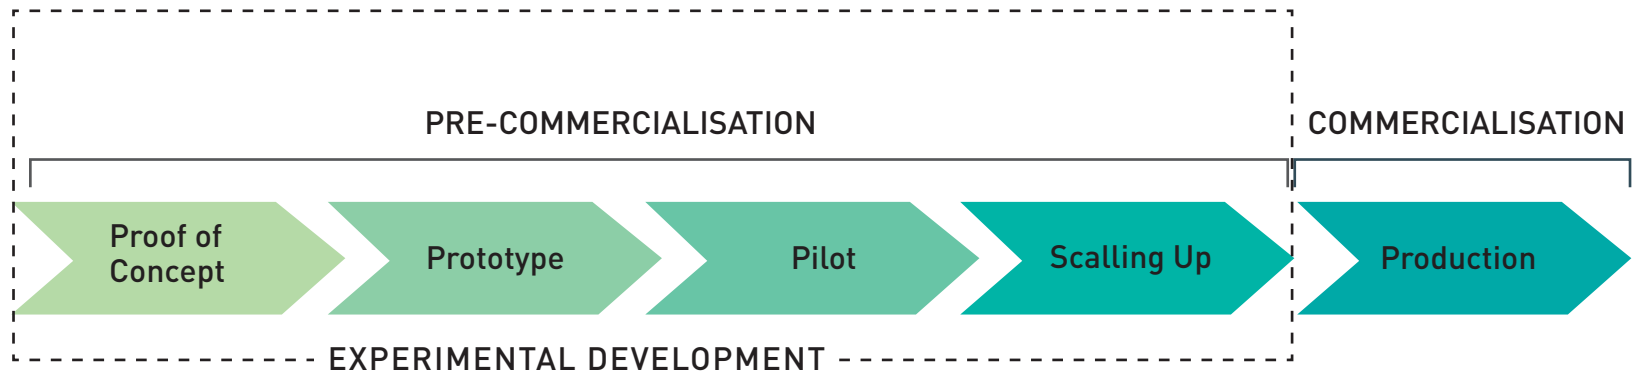 PRE-COMMERCIALISATION
COMMERCIALISATION
Proof of
Concept
Prototype
Pilot
Scalling Up
Production
EXPERIMENTAL DEVELOPMENT